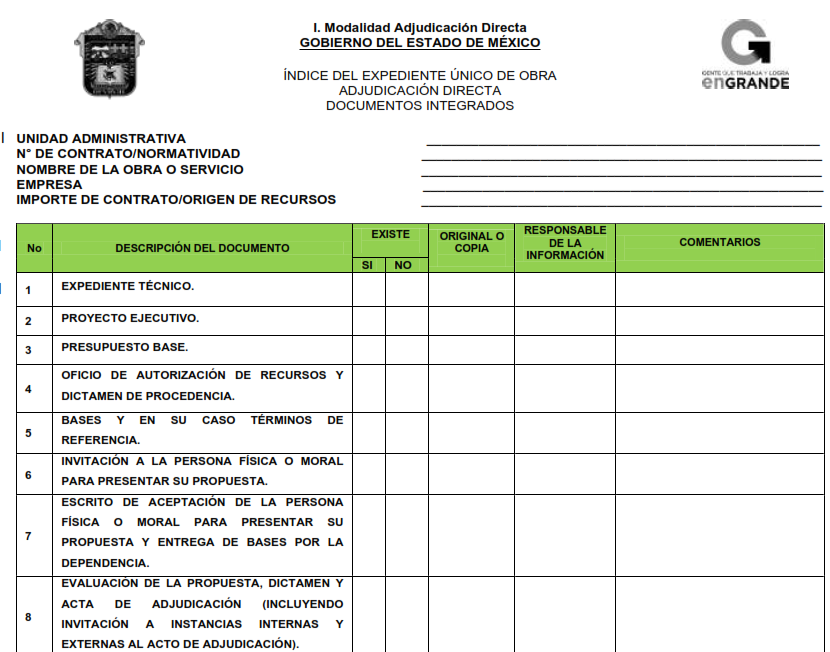 I. Modalidad Adjudicación Directa
GOBIERNO DEL ESTADO DE MÉXICO
GENTE QUE TRABAJA Y LOGRA
enGRANDE
ÍNDICE DEL EXPEDIENTE ÚNICO DE OBRA
ADJUDICACIÓN DIRECTA
DOCUMENTOS INTEGRADOS
UNIDAD ADMINISTRATIVA
N° DE CONTRATO/NORMATIVIDAD
NOMBRE DE LA OBRA O SERVICIO
EMPRESA
IMPORTE DE CONTRATO/ORIGEN DE RECURSOS
No
DESCRIPCIÓN DEL DOCUMENTO
EXISTE
SI NO
ORIGINAL O
COPIA
RESPONSABLE
DE LA
INFORMACIÓN
COMENTARIOS
1 EXPEDIENTE TÉCNICO.
2 PROYECTO EJECUTIVO.
3 PRESUPUESTO BASE.
4 OFICIO DE AUTORIZACIÓN DE RECURSOS Y
DICTAMEN DE PROCEDENCIA.
5 BASES Y EN SU CASO TÉRMINOS DE
REFERENCIA.
6 INVITACIÓN A LA PERSONA FÍSICA O MORAL
PARA PRESENTAR SU PROPUESTA.
7 ESCRITO DE ACEPTACIÓN DE LA PERSONA
FÍSICA O MORAL PARA PRESENTAR SU
PROPUESTA Y ENTREGA DE BASES POR LA
DEPENDENCIA.
8 EVALUACIÓN DE LA PROPUESTA, DICTAMEN Y
ACTA DE ADJUDICACIÓN (INCLUYENDO
INVITACIÓN A INSTANCIAS INTERNAS Y
EXTERNAS AL ACTO DE ADJUDICACIÓN).